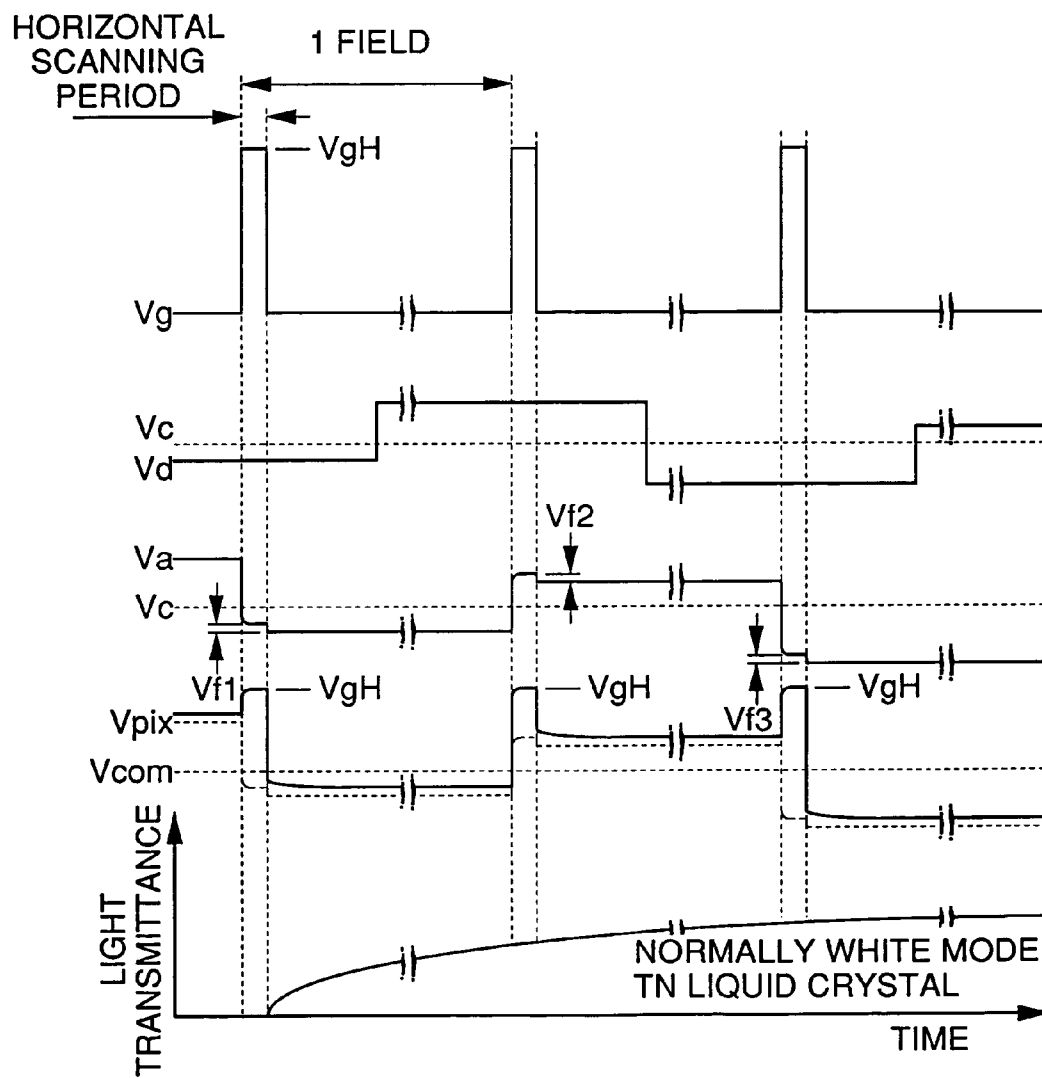 HORIZONTAL
SCANNING
PERIOD
1 FIELD
VgH
Vg
Vc
Vd
Vf2
Va
Vc
Vf1
VgH
VgH
VgH
Vf3
Vpix
Vcom
LIGHT
TRANSMITTANCE
NORMALLY WHITE MODE
TN LIQUID CRYSTAL
TIME